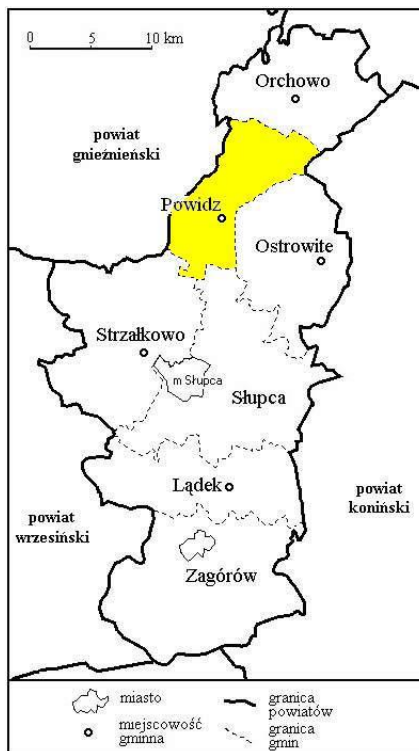 0 5 10 km
Orchowo
powiat
gnieźnieński
Powidz
Ostrowite
Strzałkowo
m Słupca
Słupca
Lądek
powiat
wrzesiński
powiat
koniński
Zagórów
miasto
granica
powiatów
miejscowość
gminna
granica
gmin